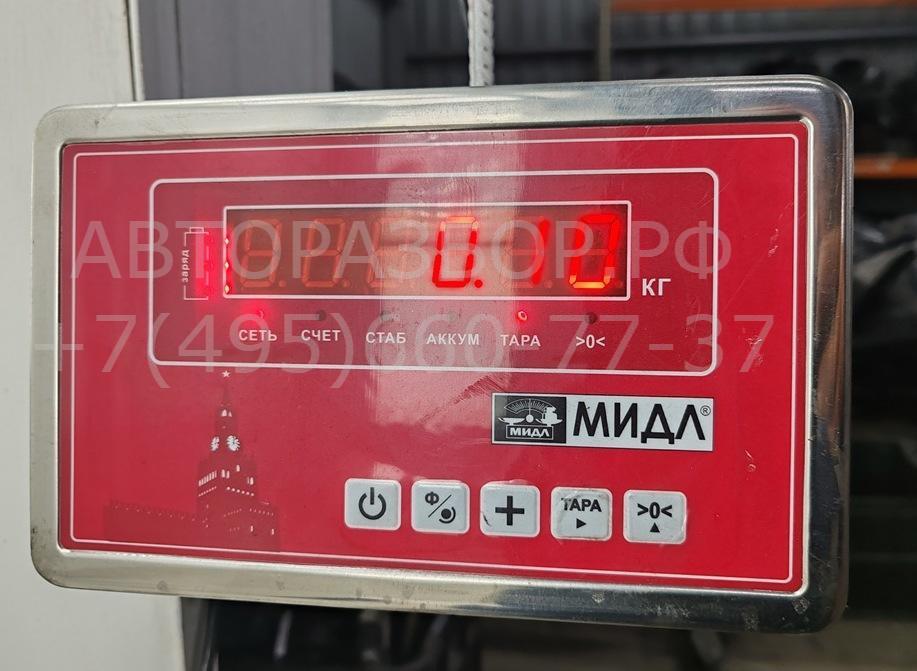 АВТОРАЗБОР.РФ
+7(495)660-77-37
заряд
0.10
КГ
СЕТЬ СЧЕТ СТАБ АККУМ ТАРА >0<
МИДЛ МИДЛ®
Ф
ТАРА >0<